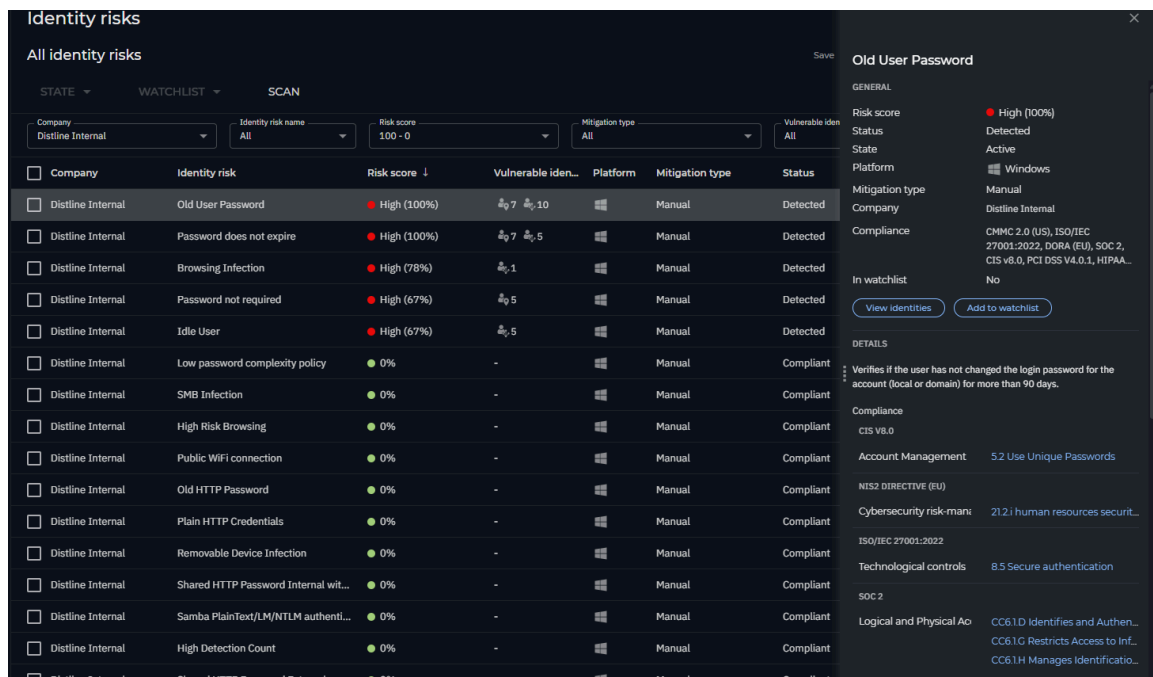 Identity risks
All identity risks
Save
STATE WATCHLIST SCAN
Company Identity risk name Risk score Mitigation type Vulnerable iden
Distline Internal All 100 - 0 All All
Company Identity risk Risk score ↓ Vulnerable iden... Platform Mitigation type Status
Distline Internal Old User Password High (100%) 7 10 Manual Detected
Distline Internal Password does not expire High (100%) 7 5 Manual Detected
Distline Internal Browsing Infection High (78%) 1 Manual Detected
Distline Internal Password not required High (67%) 5 Manual Detected
Distline Internal Idle User High (67%) 5 Manual Detected
Distline Internal Low password complexity policy 0% - Manual Compliant
Distline Internal SMB Infection 0% - Manual Compliant
Distline Internal High Risk Browsing 0% - Manual Compliant
Distline Internal Public WiFi connection 0% - Manual Compliant
Distline Internal Old HTTP Password 0% - Manual Compliant
Distline Internal Plain HTTP Credentials 0% - Manual Compliant
Distline Internal Removable Device Infection 0% - Manual Compliant
Distline Internal Shared HTTP Password Internal wit... 0% - Manual Compliant
Distline Internal Samba PlainText/LM/NTLM authenti... 0% - Manual Compliant
Distline Internal High Detection Count 0% - Manual Compliant
Old User Password
GENERAL
Risk score High (100%)
Status Detected
State Active
Platform Windows
Mitigation type Manual
Company Distline Internal
Compliance CMMC 2.0 (US), ISO/IEC
27001:2022, DORA (EU), SOC 2,
CIS v8.0, PCI DSS V4.0.1, HIPAA...
In watchlist No
View identities Add to watchlist
DETAILS
Verifies if the user has not changed the login password for the
account (local or domain) for more than 90 days.
Compliance
CIS V8.0
Account Management 5.2 Use Unique Passwords
NIS2 DIRECTIVE (EU)
Cybersecurity risk-mana 21.2.i human resources securit...
ISO/IEC 27001:2022
Technological controls 8.5 Secure authentication
SOC 2
Logical and Physical Ac CC6.1.D Identifies and Authen...
CC6.1.G Restricts Access to Inf...
CC6.1.H Manages Identificatio...